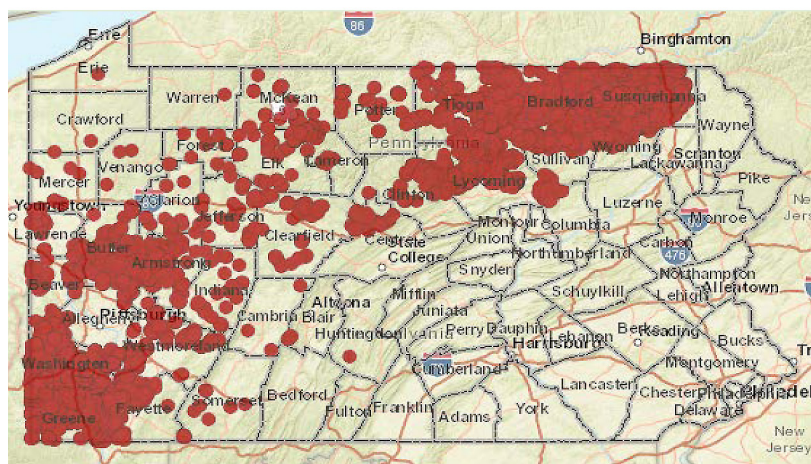 86
Erie
Binghamton
Erie
Warren
McKean
Potter
Tioga
Bradford
Susquehanna
Crawford
Wayne
Pennsylvania
Forest
Wyoming
Venango
Elk
Cameron
Sullivan
Scranton
Lackawanna
Mercer
Lycoming
Pike
Clarion
Clinton
Youngstown
Luzerne
Jefferson
Monroe
Lawrence
Clearfield
Centre
State
College
Montour
Columbia
Union
Butler
Carbon
Armstrong
Northumberland
476
Snyder
Northampton
Beaver
Indiana
Lehigh
Allentown
Mifflin
Schuylkill
Altoona
Allegheny
Pittsburgh
Cambria
Blair
Juniata
Huntingdon
Perry
Dauphin
Lebanon
Berks
Reading
Bucks
Westmoreland
Harrisburg
Washington
Cumberland
Montgomery
Lancaster
Chester
Philadelphia
Philadel
Bedford
Somerset
Fayette
Fulton
Franklin
York
Delaware
Greene
Adams
New
Jersey